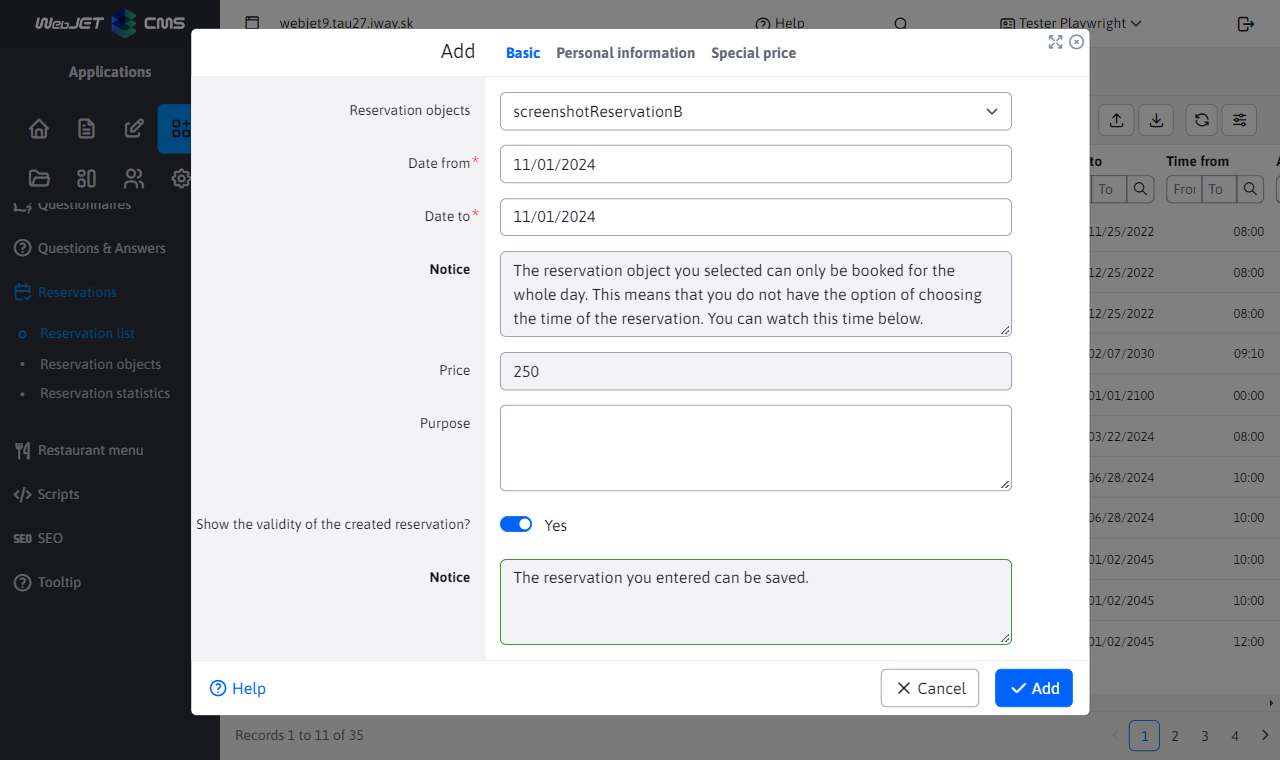 WebJET CMS
webjet9.tau27.iway.sk
Help
Tester Playwright
Applications
Questionnaires
Questions & Answers
Reservations
Reservation list
Reservation objects
Reservation statistics
Restaurant menu
Scripts
SEO SEO
Tooltip
Add
Basic Personal information Special price
Reservation objects screenshotReservationB
Date from* 11/01/2024
Date to* 11/01/2024
Notice The reservation object you selected can only be booked for the
whole day. This means that you do not have the option of choosing
the time of the reservation. You can watch this time below.
Price 250
Purpose
Show the validity of the created reservation? Yes
Notice The reservation you entered can be saved.
Help Cancel Add
to Time from
To From To
11/25/2022 08:00
12/25/2022 08:00
12/25/2022 08:00
02/07/2030 09:10
01/01/2100 00:00
03/22/2024 08:00
06/28/2024 10:00
06/28/2024 10:00
01/02/2045 10:00
01/02/2045 10:00
01/02/2045 12:00
Records 1 to 11 of 35
1 2 3 4